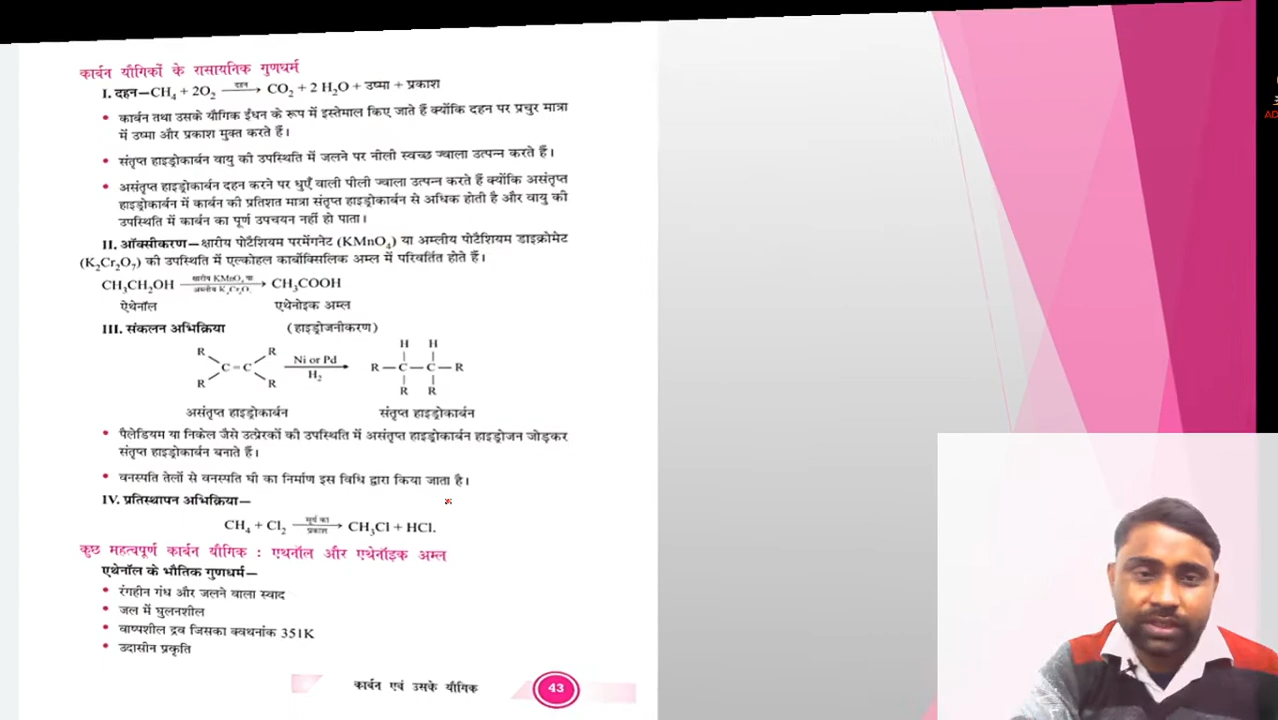 कार्बन यौगिकों के रासायनिक गुणधर्म
I. दहन—CH₄ + 2O₂ —दहन→ CO₂ + 2 H₂O + उष्मा + प्रकाश
• कार्बन तथा उसके यौगिक ईंधन के रूप में इस्तेमाल किए जाते हैं क्योंकि दहन पर प्रचुर मात्रा
में उष्मा और प्रकाश मुक्त करते हैं।
• संतृप्त हाइड्रोकार्बन वायु की उपस्थिति में जलने पर नीली स्वच्छ ज्वाला उत्पन्न करते हैं।
• असंतृप्त हाइड्रोकार्बन दहन करने पर धुएँ वाली पीली ज्वाला उत्पन्न करते हैं क्योंकि असंतृप्त
हाइड्रोकार्बन में कार्बन की प्रतिशत मात्रा संतृप्त हाइड्रोकार्बन से अधिक होती है और वायु की
उपस्थिति में कार्बन का पूर्ण उपचयन नहीं हो पाता।
II. ऑक्सीकरण—क्षारीय पोटैशियम परमेंगनेट (KMnO₄) या अम्लीय पोटैशियम डाइक्रोमेट
(K₂Cr₂O₇) की उपस्थिति में एल्कोहल कार्बोक्सिलिक अम्ल में परिवर्तित होते हैं।
CH₃CH₂OH —क्षारीय KMnO₄ या→ CH₃COOH
अम्लीय K₂Cr₂O₇
ऐथेनॉल एथेनोइक अम्ल
III. संकलन अभिक्रिया (हाइड्रोजनीकरण)
H H
R R
C = C Ni or Pd R — C — C — R
H₂
R R R R
असंतृप्त हाइड्रोकार्बन संतृप्त हाइड्रोकार्बन
• पैलेडियम या निकेल जैसे उत्प्रेरकों की उपस्थिति में असंतृप्त हाइड्रोकार्बन हाइड्रोजन जोड़कर
संतृप्त हाइड्रोकार्बन बनाते हैं।
• वनस्पति तेलों से वनस्पति घी का निर्माण इस विधि द्वारा किया जाता है।
IV. प्रतिस्थापन अभिक्रिया—
CH₄ + Cl₂ —सूर्य का प्रकाश→ CH₃Cl + HCl.
कुछ महत्वपूर्ण कार्बन यौगिक : एथनॉल और एथेनॉइक अम्ल
एथेनॉल के भौतिक गुणधर्म—
• रंगहीन गंध और जलने वाला स्वाद
• जल में घुलनशील
• वाष्पशील द्रव जिसका क्वथनांक 351K
• उदासीन प्रकृति
कार्बन एवं उसके यौगिक 43